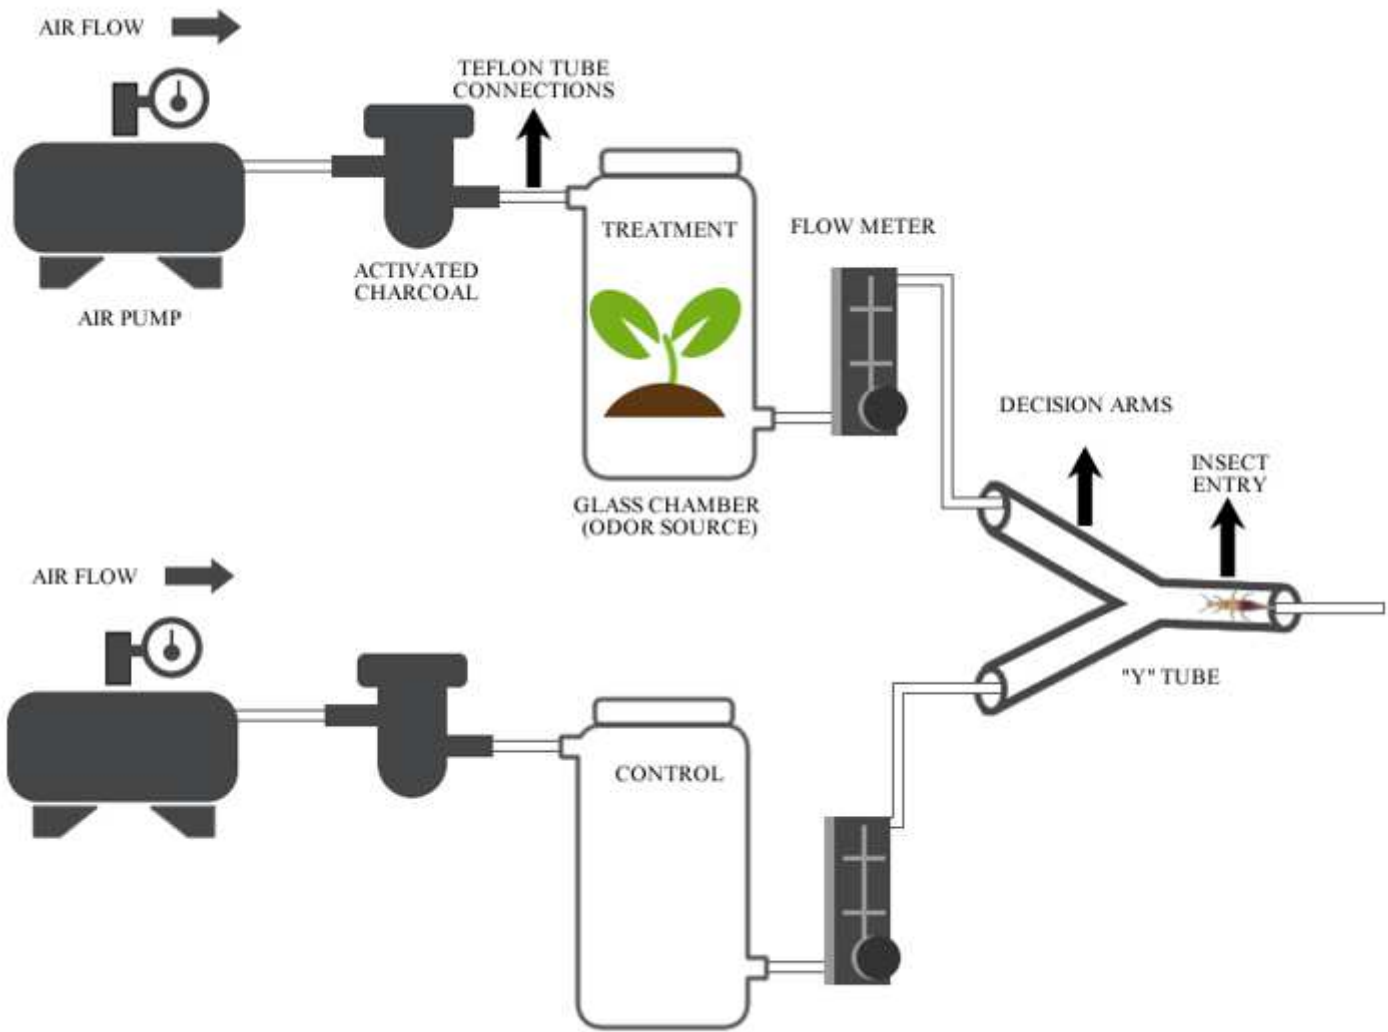 AIR FLOW
TEFLON TUBE
CONNECTIONS
TREATMENT
FLOW METER
ACTIVATED
CHARCOAL
AIR PUMP
DECISION ARMS
INSECT
ENTRY
GLASS CHAMBER
(ODOR SOURCE)
AIR FLOW
"Y" TUBE
CONTROL